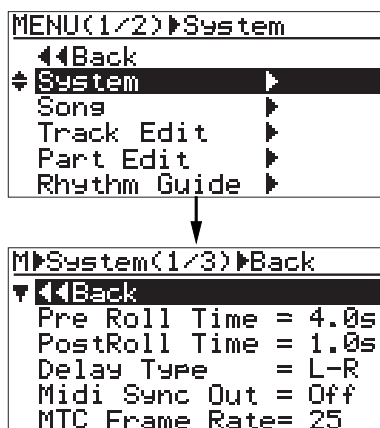 MENU(1/2)▶System
◀◀Back
System ▶
Song ▶
Track Edit ▶
Part Edit ▶
Rhythm Guide ▶
M▶System(1/3)▶Back
◀◀Back
Pre Roll Time = 4.0s
PostRoll Time = 1.0s
Delay Type = L-R
Midi Sync Out = Off
MTC Frame Rate= 25